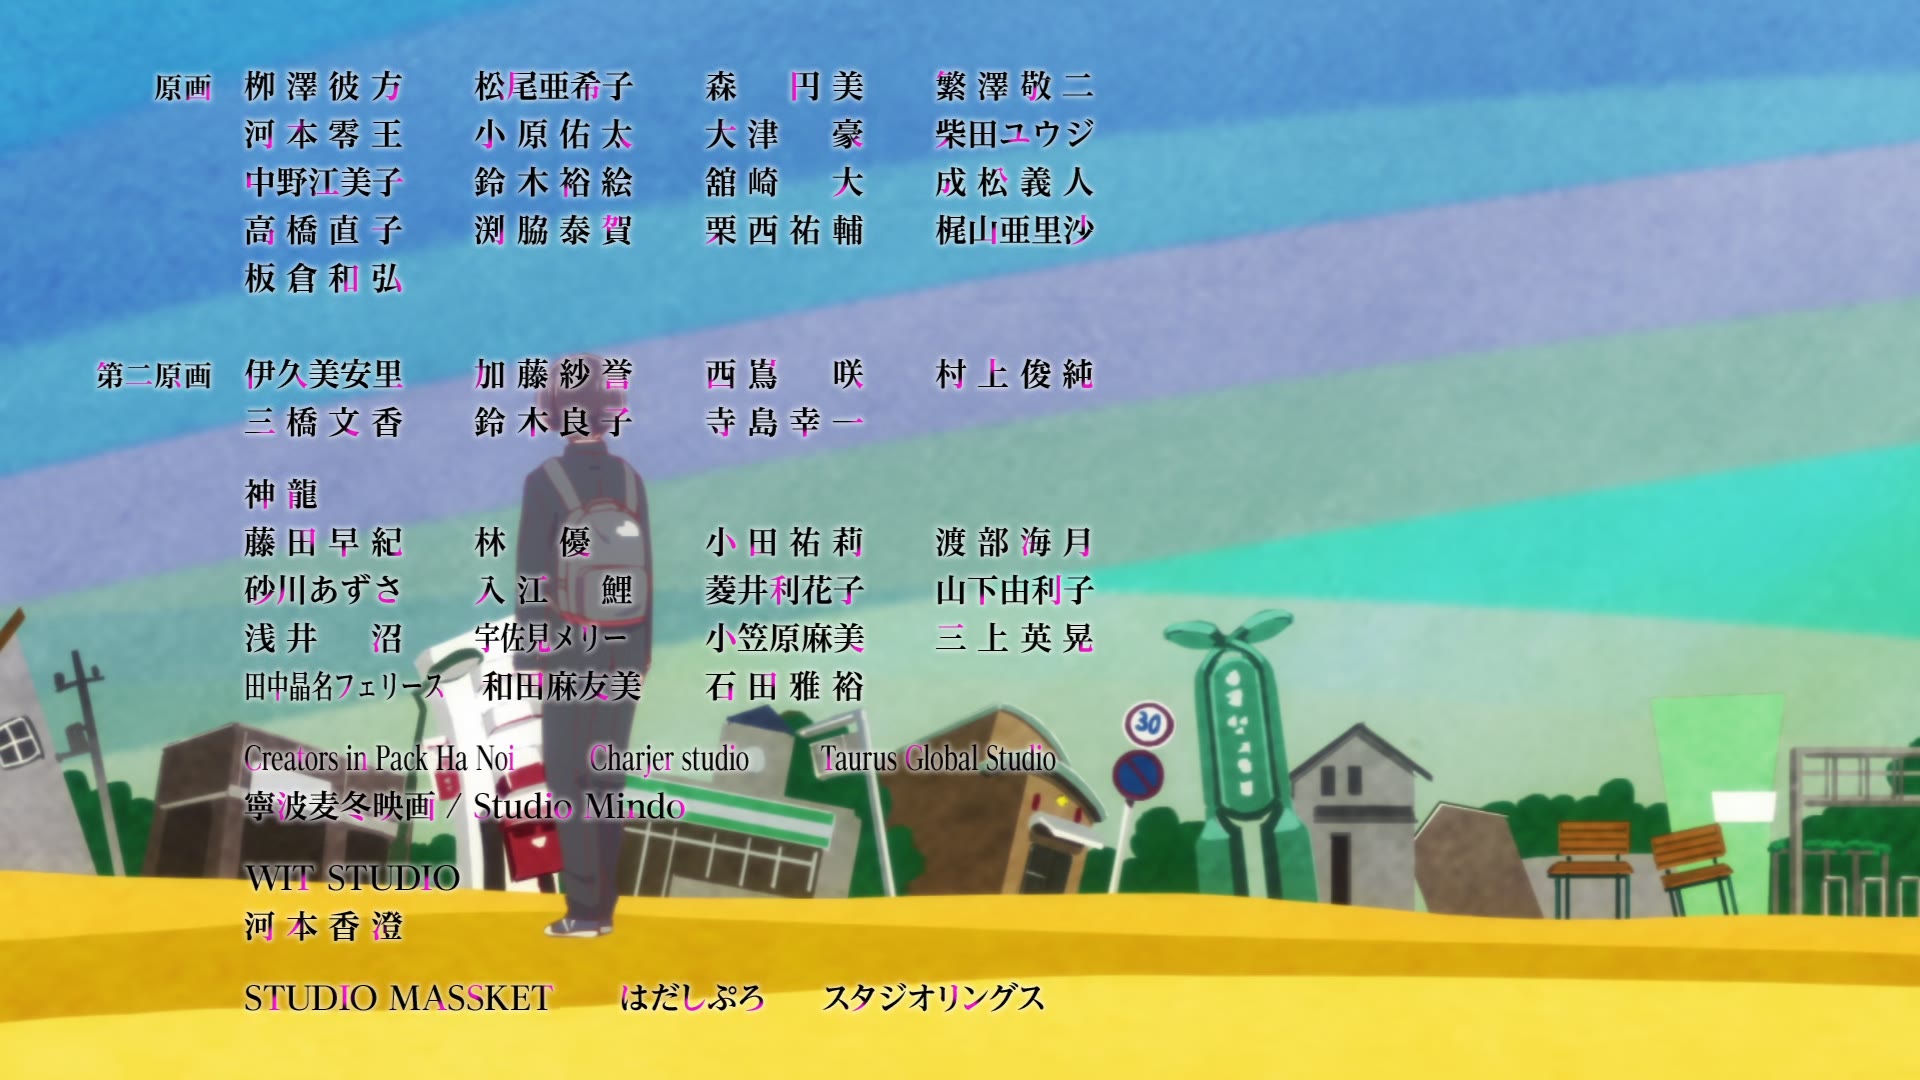 原画 栁澤彼方 松尾亜希子 森円美 繁澤敬二
河本零王 小原佑太 大津豪 柴田ユウジ
中野江美子 鈴木裕絵 舘崎大 成松義人
高橋直子 渕脇泰賀 栗西祐輔 梶山亜里沙
板倉和弘
第二原画 伊久美安里 加藤紗誉 西嶌咲 村上俊純
三橋文香 鈴木良子 寺島幸一
神龍
藤田早紀 林優 小田祐莉 渡部海月
砂川あずさ 入江鯉 菱井利花子 山下由利子
浅井沼 宇佐見メリー 小笠原麻美 三上英晃
田中晶名フェリース 和田麻友美 石田雅裕
Creators in Pack Ha Noi Charjer studio Taurus Global Studio
寧波麦冬映画 / Studio Mindo
WIT STUDIO
河本香澄
STUDIO MASSKET はだしぷろ スタジオリングス
30